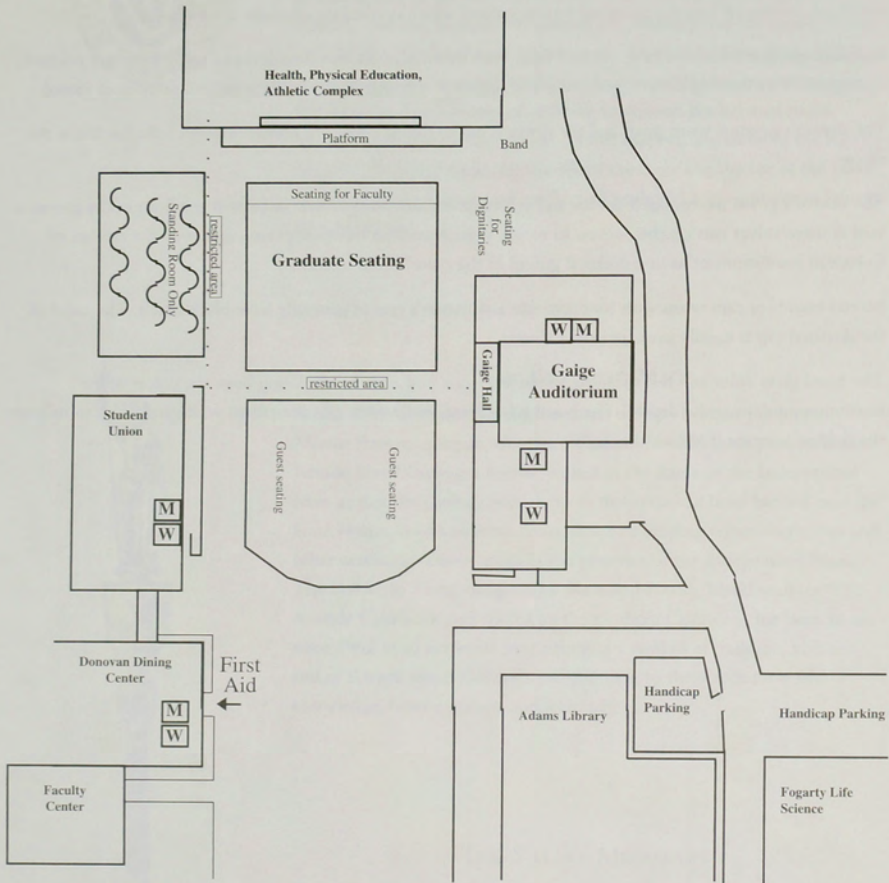 Health, Physical Education,
Athletic Complex
Platform
Band
Seating for Faculty
Graduate Seating
Standing Room Only
restricted area
Seating
for
Dignitaries
W M
Gaige Hall
Gaige
Auditorium
restricted area
Student
Union
Guest seating
Guest seating
M
W
M
W
Donovan Dining
Center
First
Aid
M
W
Faculty
Center
Adams Library
Handicap
Parking
Handicap Parking
Fogarty Life
Science